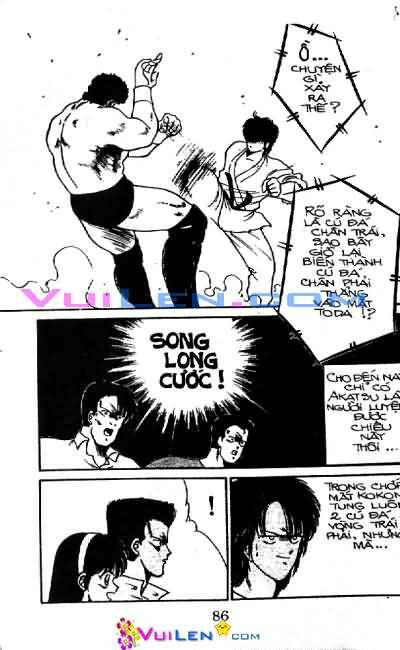 Ồ...
CHUYỆN
GÌ
XẢY
RA
THẾ?
RÕ RÀNG
LÀ CÚ ĐÁ
CHÂN TRÁI,
SAO BÂY
GIỜ LẠI
BIẾN THÀNH
CÚ ĐÁ
CHÂN PHẢI
THẲNG
VÀO MẶT
TODA!?
VUILEN.COM
SONG
LONG
CƯỚC!
CHO ĐẾN NAY
CHỈ CÓ
AKATSU LÀ
NGƯỜI LUYỆN
ĐƯỢC
CHIÊU
NÀY
THÔI...
!
TRONG CHỚP
MẮT KOKON
TUNG LUÔN
2 CÚ ĐÁ
VÒNG TRÁI
PHẢI, NHƯNG
MÀ...
86
VUILEN.COM